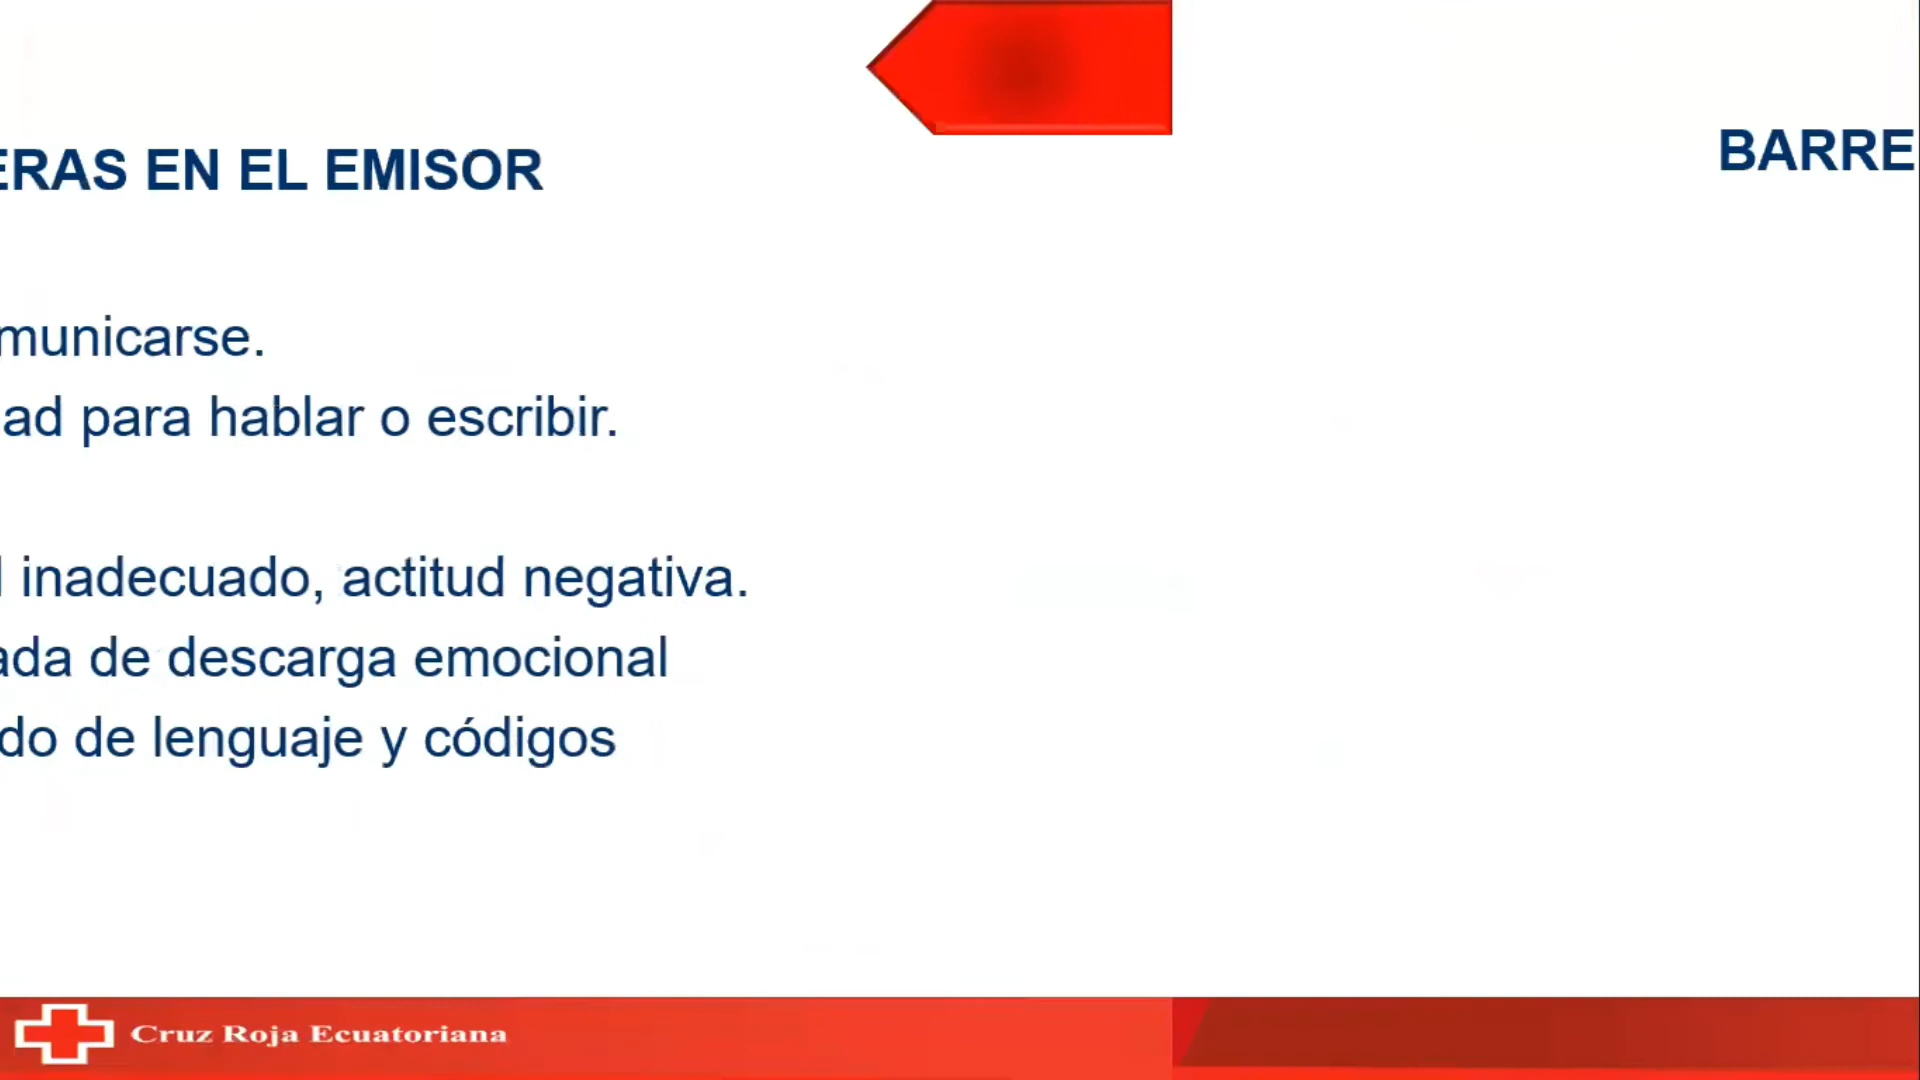 ERAS EN EL EMISOR
BARRE
municarse.
ad para hablar o escribir.
inadecuado, actitud negativa.
ada de descarga emocional
do de lenguaje y códigos
Cruz Roja Ecuatoriana